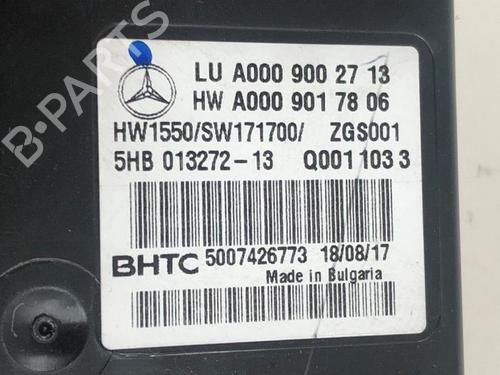 LU A000 900 27 13
HW A000 901 78 06
HW1550/SW171700/ ZGS001
5HB 013272-13 Q001 103 3
BHTC 5007426773 18/08/17
Made in Bulgaria
B-PARTS